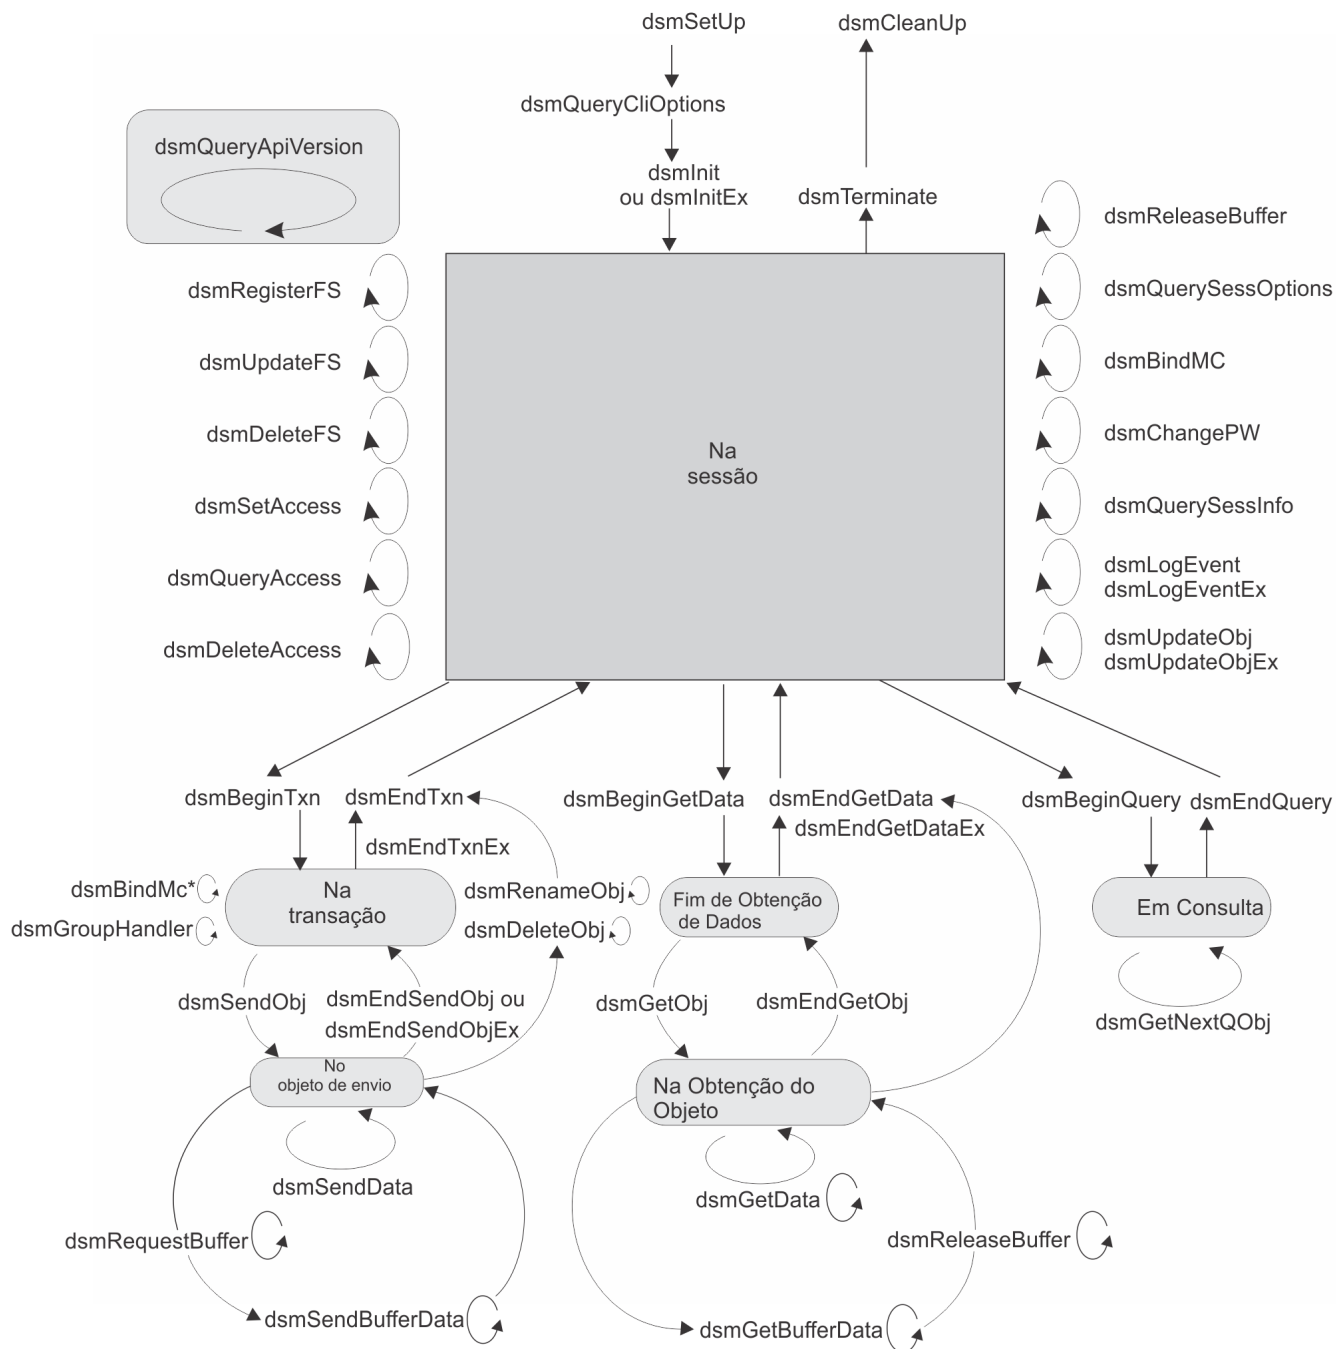 dsmSetUp
dsmCleanUp
dsmQueryCliOptions
dsmQueryApiVersion
dsmInit
ou dsmInitEx
dsmTerminate
dsmReleaseBuffer
dsmRegisterFS
dsmQuerySessOptions
dsmUpdateFS
dsmBindMC
dsmDeleteFS
dsmChangePW
Na
sessão
dsmSetAccess
dsmQuerySessInfo
dsmQueryAccess
dsmLogEvent
dsmLogEventEx
dsmDeleteAccess
dsmUpdateObj
dsmUpdateObjEx
dsmBeginTxn
dsmEndTxn
dsmBeginGetData
dsmEndGetData
dsmBeginQuery
dsmEndQuery
dsmEndTxnEx
dsmEndGetDataEx
dsmBindMc*
Na
transação
dsmRenameObj
Fim de Obtenção
de Dados
Em Consulta
dsmGroupHandler
dsmDeleteObj
dsmSendObj
dsmEndSendObj ou
dsmEndSendObjEx
dsmGetObj
dsmEndGetObj
dsmGetNextQObj
No
objeto de envio
Na Obtenção do
Objeto
dsmSendData
dsmGetData
dsmRequestBuffer
dsmReleaseBuffer
dsmSendBufferData
dsmGetBufferData